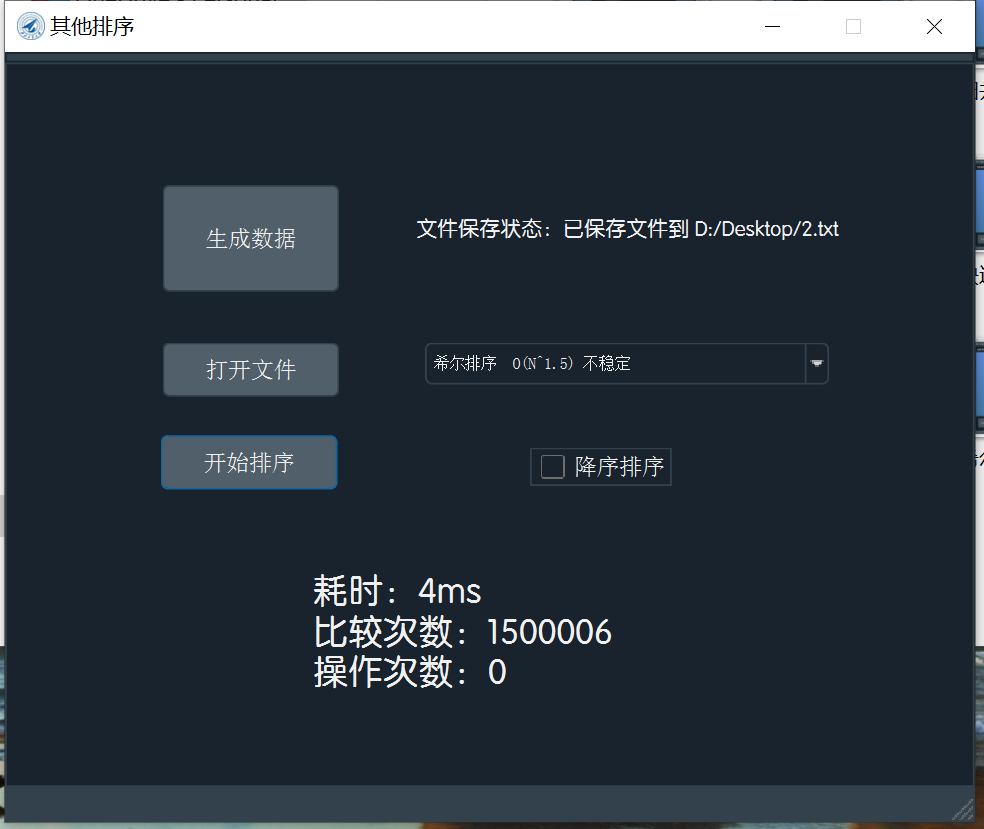 其他排序
生成数据
文件保存状态：已保存文件到 D:/Desktop/2.txt
打开文件
希尔排序 O(N^1.5) 不稳定
开始排序
降序排序
耗时：4ms
比较次数：1500006
操作次数：0